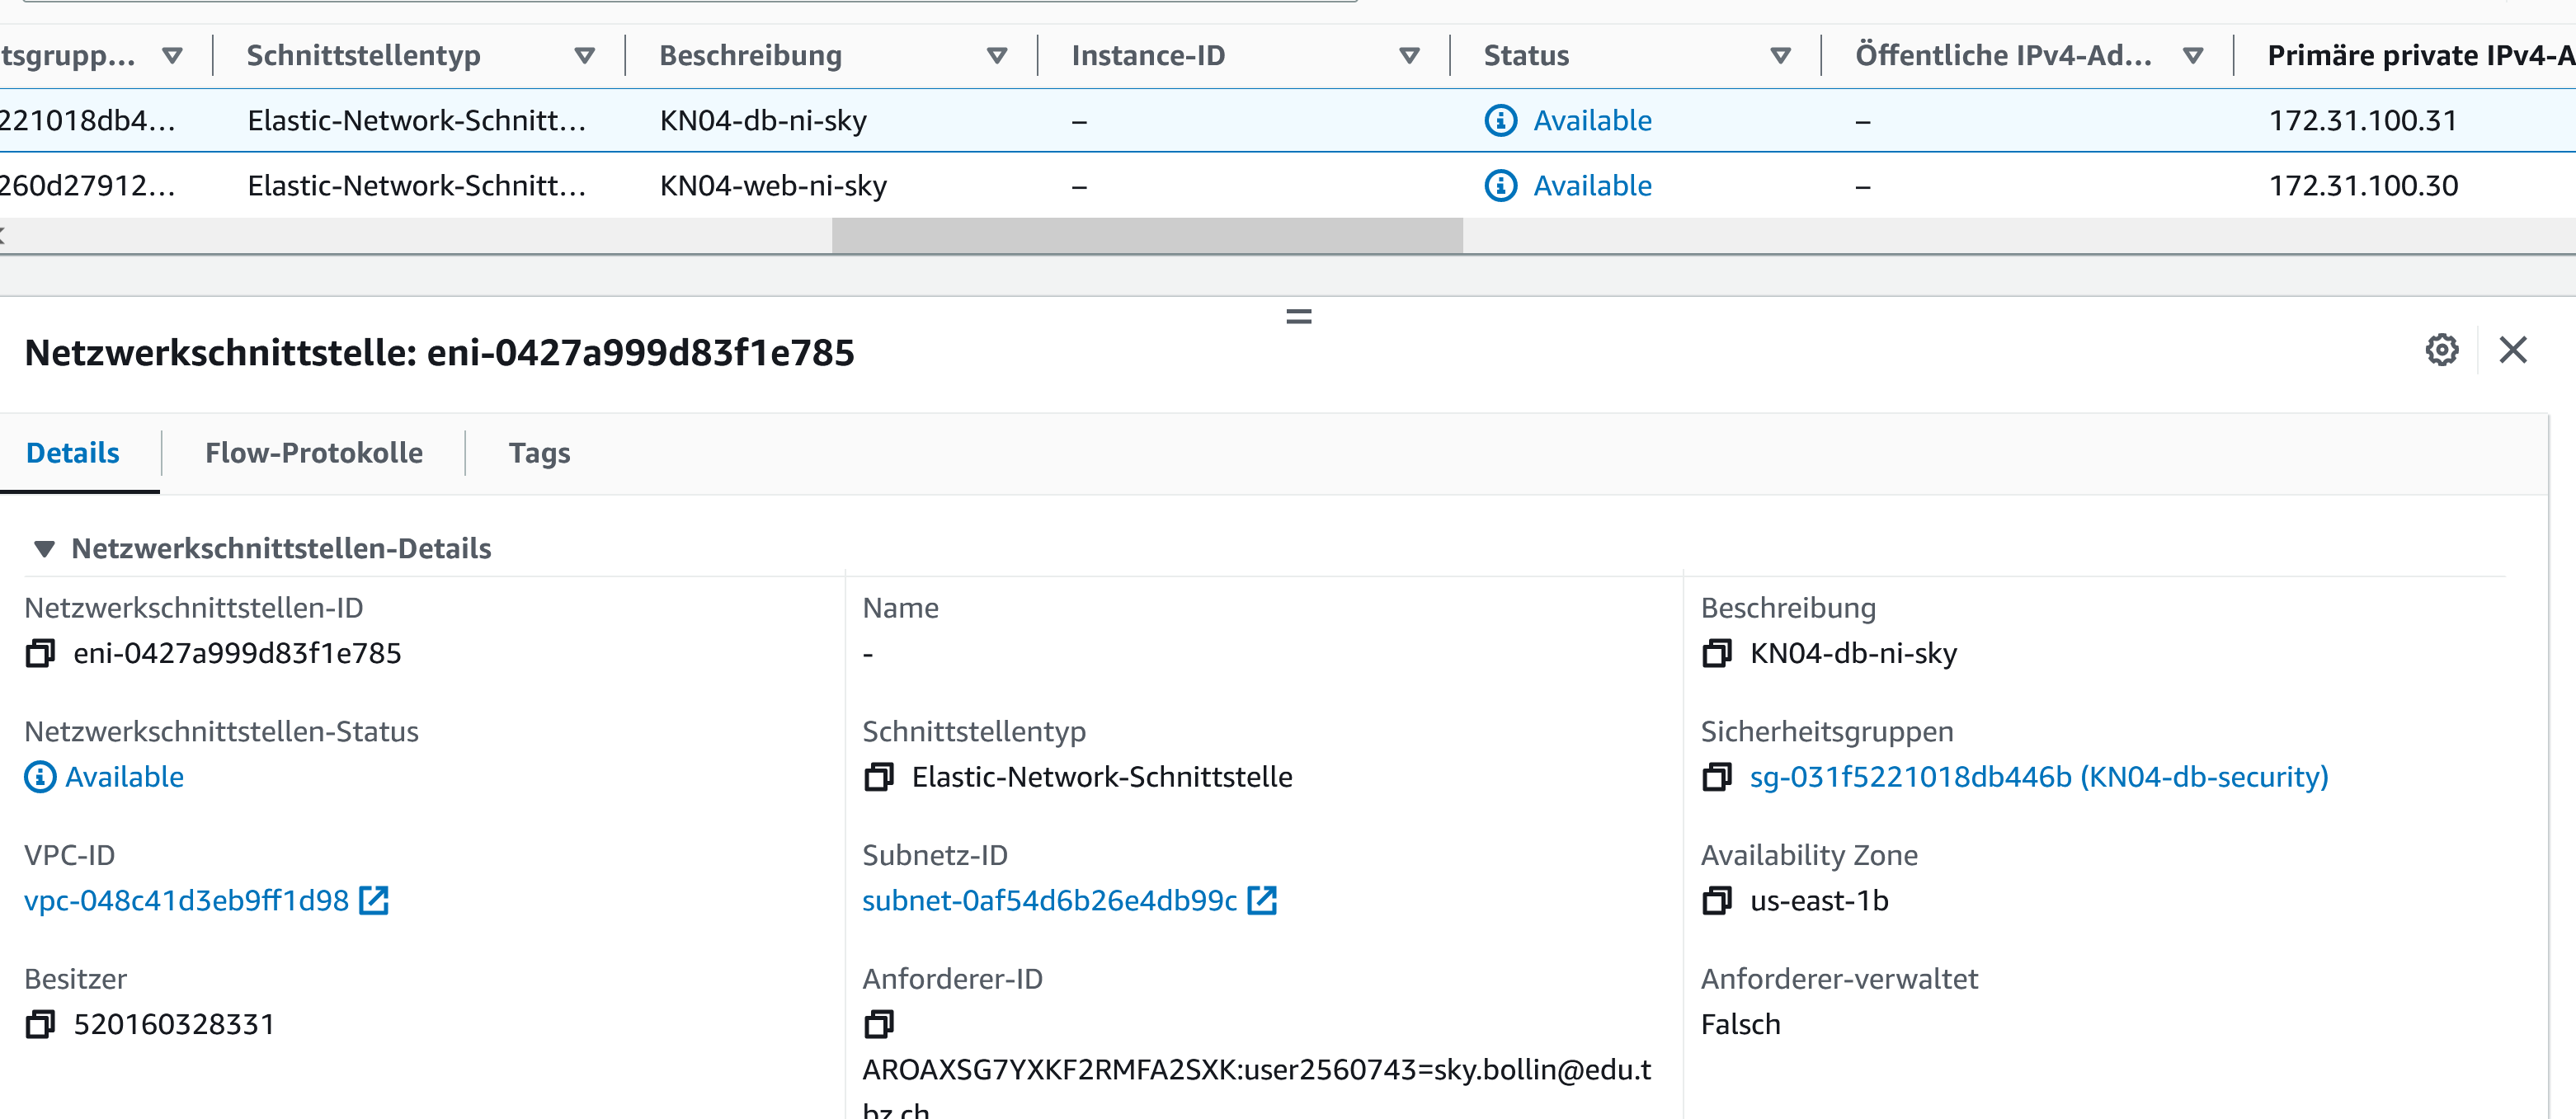 tsgrupp... Schnittstellentyp Beschreibung Instance-ID Status Öffentliche IPv4-Ad... Primäre private IPv4-A
221018db4... Elastic-Network-Schnitt... KN04-db-ni-sky – Available – 172.31.100.31
260d27912... Elastic-Network-Schnitt... KN04-web-ni-sky – Available – 172.31.100.30
Netzwerkschnittstelle: eni-0427a999d83f1e785
Details Flow-Protokolle Tags
Netzwerkschnittstellen-Details
Netzwerkschnittstellen-ID Name Beschreibung
eni-0427a999d83f1e785 - KN04-db-ni-sky
Netzwerkschnittstellen-Status Schnittstellentyp Sicherheitsgruppen
Available Elastic-Network-Schnittstelle sg-031f5221018db446b (KN04-db-security)
VPC-ID Subnetz-ID Availability Zone
vpc-048c41d3eb9ff1d98 subnet-0af54d6b26e4db99c us-east-1b
Besitzer Anforderer-ID Anforderer-verwaltet
520160328331 Falsch
AROAXSG7YXKF2RMFA2SXK:user2560743=sky.bollin@edu.t
bz.ch